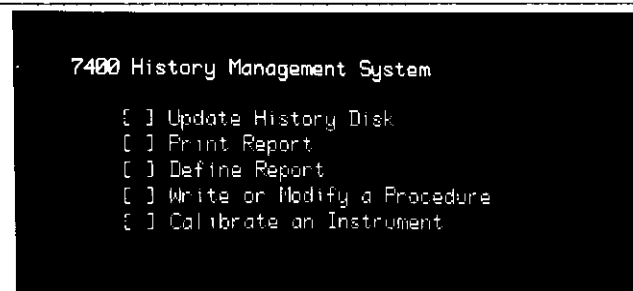 7400 History Management System
[ ] Update History Disk
[ ] Print Report
[ ] Define Report
[ ] Write or Modify a Procedure
[ ] Calibrate an Instrument